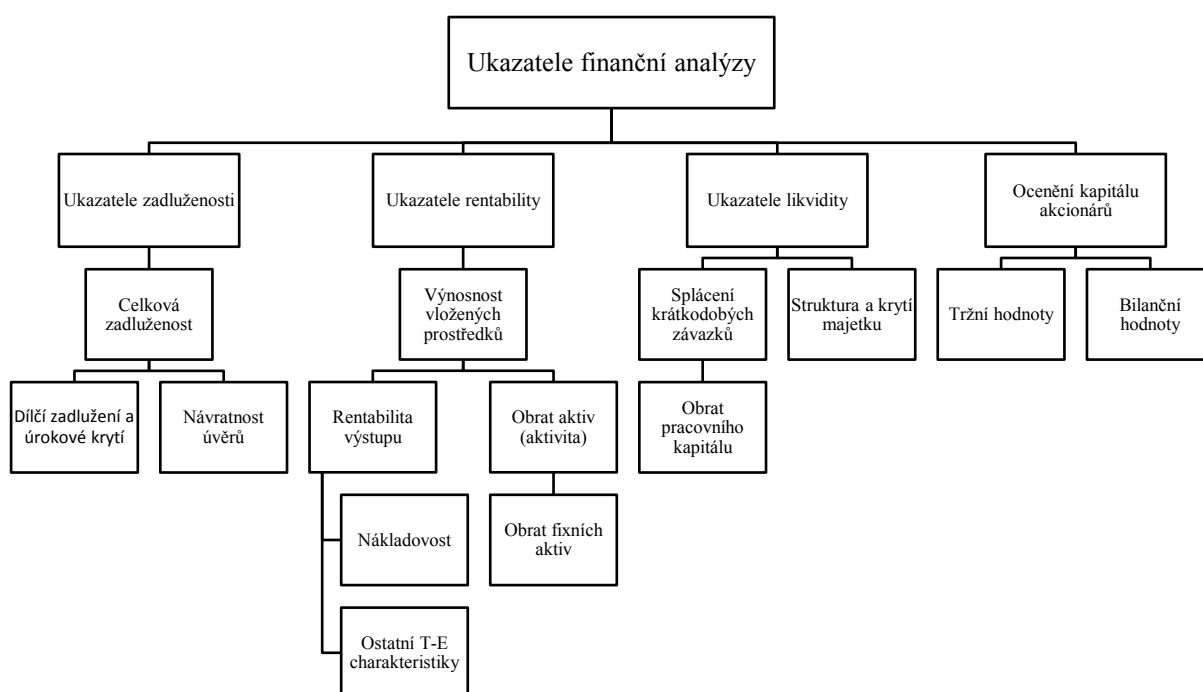 Ukazatele finanční analýzy
Ukazatele zadluženosti
Ukazatele rentability
Ukazatele likvidity
Ocenění kapitálu
akcionárů
Celková
zadluženost
Výnosnost
vložených
prostředků
Splácení
krátkodobých
závazků
Struktura a krytí
majetku
Tržní hodnoty
Bilanční
hodnoty
Dílčí zadlužení a
úrokové krytí
Návratnost
úvěrů
Rentabilita
výstupu
Obrat aktiv
(aktivita)
Obrat
pracovního
kapitálu
Nákladovost
Obrat fixních
aktiv
Ostatní T-E
charakteristiky